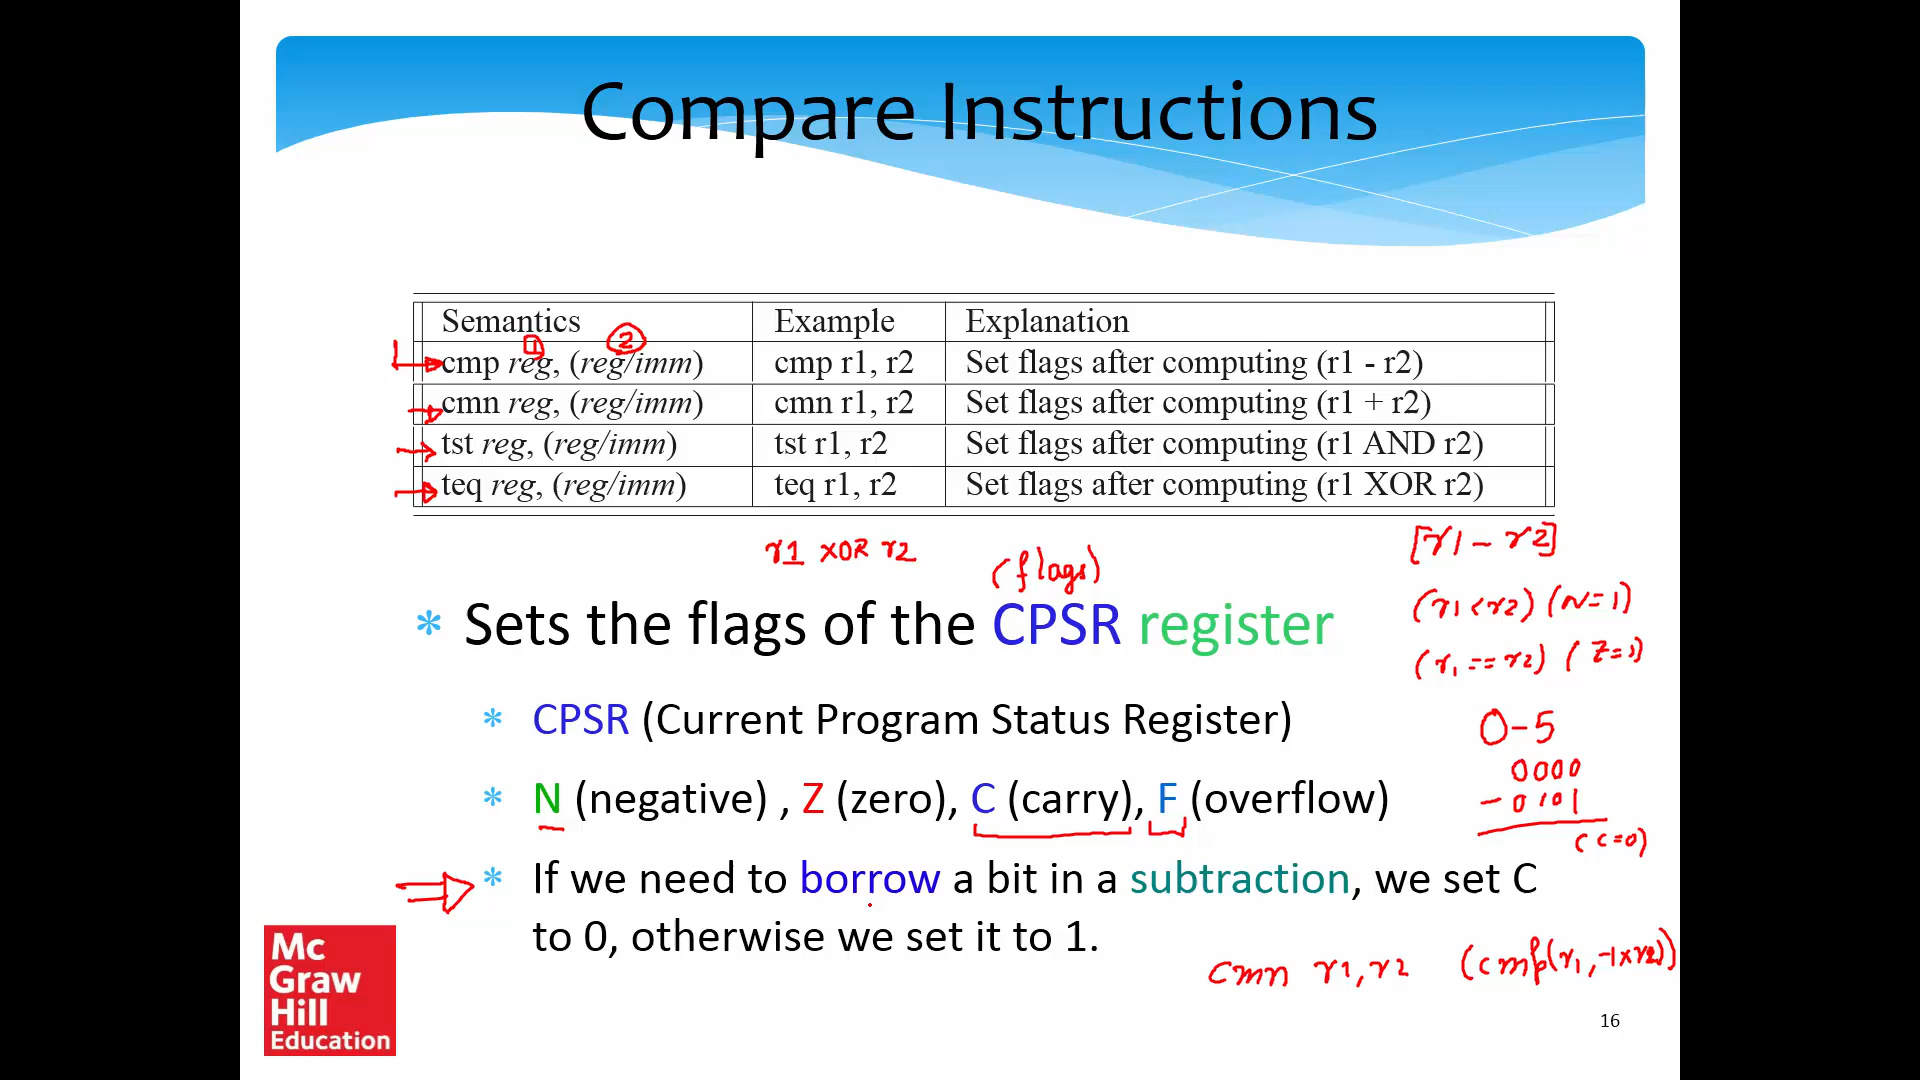 Compare Instructions
Semantics Example Explanation
1 2
cmp reg, (reg/imm) cmp r1, r2 Set flags after computing (r1 - r2)
cmn reg, (reg/imm) cmn r1, r2 Set flags after computing (r1 + r2)
tst reg, (reg/imm) tst r1, r2 Set flags after computing (r1 AND r2)
teq reg, (reg/imm) teq r1, r2 Set flags after computing (r1 XOR r2)
r1 XOR r2
(flags)
[r1 - r2]
(r1 < r2) (N=1)
(r1 == r2) (Z=1)
* Sets the flags of the CPSR register
* CPSR (Current Program Status Register)
0-5
0000
- 0101
(C=0)
* N (negative) , Z (zero), C (carry), F (overflow)
* If we need to borrow a bit in a subtraction, we set C
to 0, otherwise we set it to 1.
cmn r1, r2 (cmp(r1, -1×r2))
Mc
Graw
Hill
Education
16